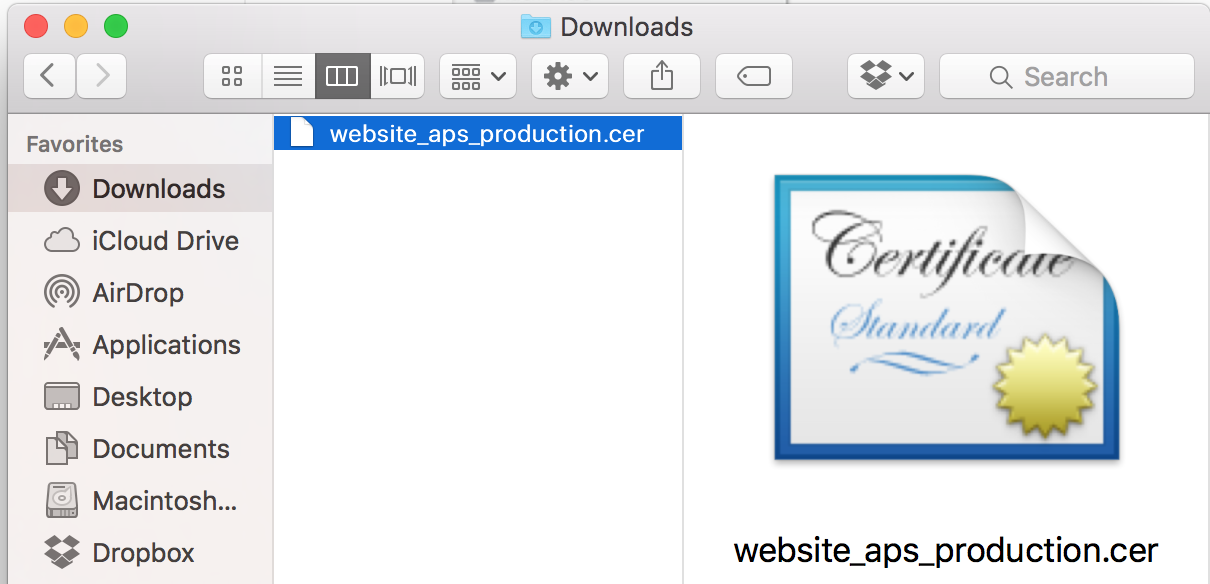 Downloads
Search
Favorites
Downloads
iCloud Drive
AirDrop
Applications
Desktop
Documents
Macintosh...
Dropbox
website_aps_production.cer
Certificate
Standard
website_aps_production.cer